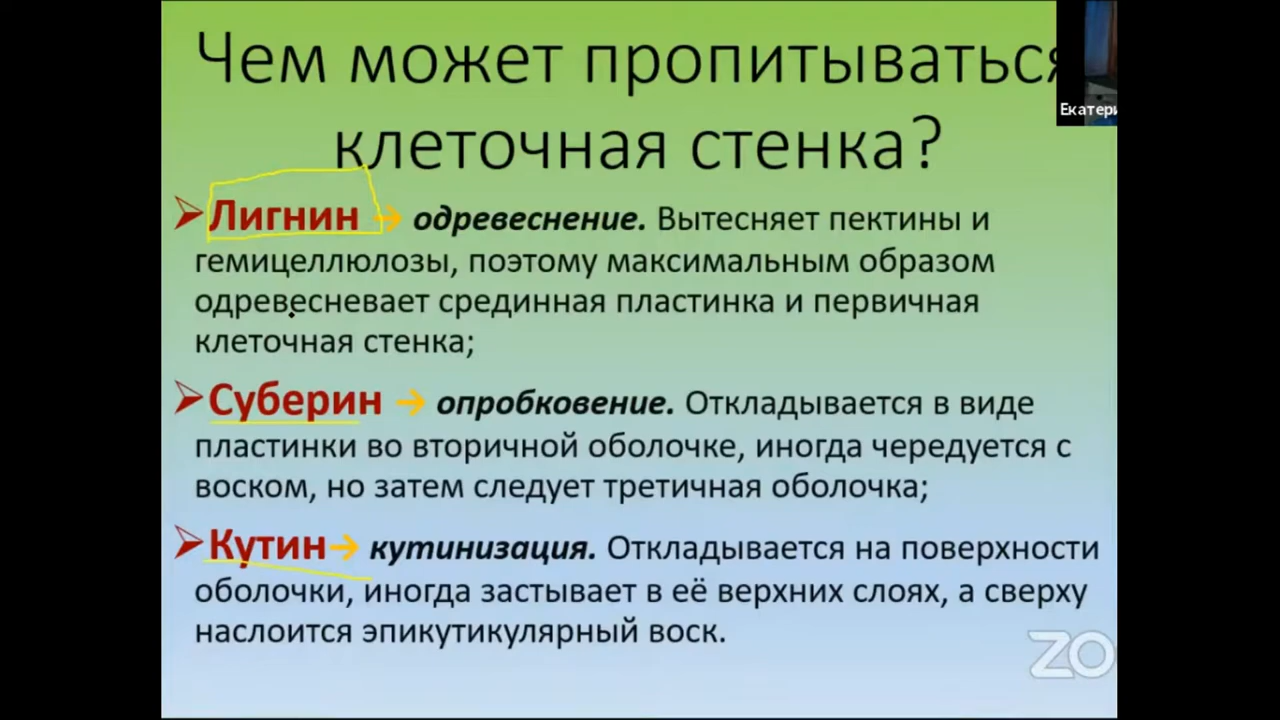 Чем может пропитываться
клеточная стенка?
Екатери
➢Лигнин → одревеснение. Вытесняет пектины и
гемицеллюлозы, поэтому максимальным образом
одревесневает срединная пластинка и первичная
клеточная стенка;
➢Суберин → опробковение. Откладывается в виде
пластинки во вторичной оболочке, иногда чередуется с
воском, но затем следует третичная оболочка;
➢Кутин→ кутинизация. Откладывается на поверхности
оболочки, иногда застывает в её верхних слоях, а сверху
наслоится эпикутикулярный воск.
ZO